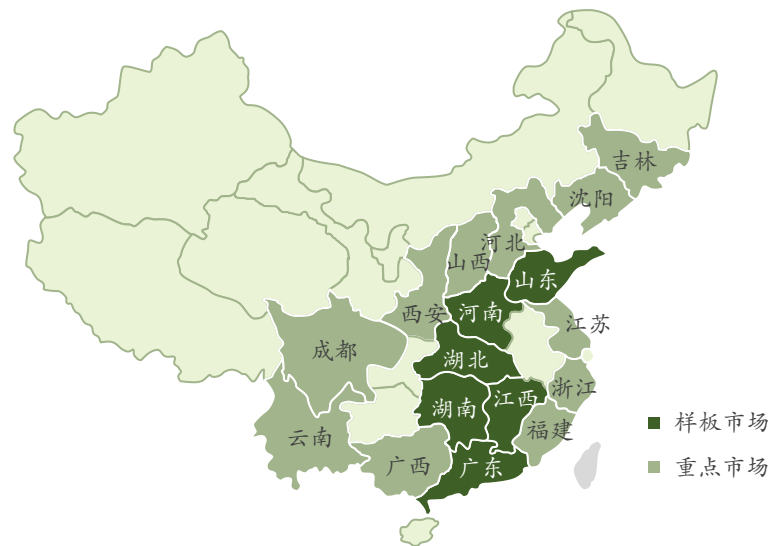 吉林
沈阳
河北
山西
山东
西安
河南
江苏
成都
湖北
浙江
湖南
江西
云南
福建
广西
广东
样板市场
重点市场